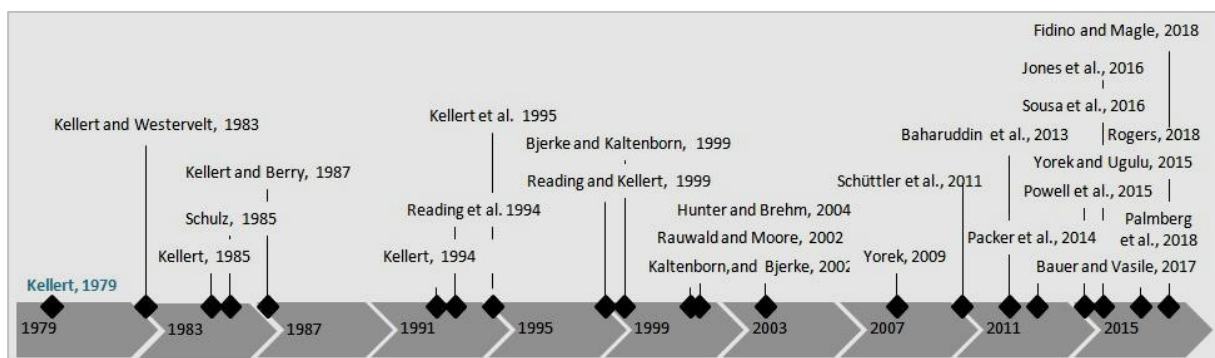 Fidino and Magle, 2018
Jones et al., 2016
Sousa et al., 2016
Kellert et al. 1995
Kellert and Westervelt, 1983
Baharuddin et al., 2013
Rogers, 2018
Bjerke and Kaltenborn, 1999
Yorek and Ugulu, 2015
Kellert and Berry, 1987
Reading and Kellert, 1999
Schüttler et al., 2011
Powell et al., 2015
Schulz, 1985
Reading et al. 1994
Hunter and Brehm, 2004
Palmberg
et al., 2018
Rauwald and Moore, 2002
Packer et al., 2014
Kellert, 1985
Kellert, 1994
Kaltenborn,and Bjerke, 2002
Yorek, 2009
Bauer and Vasile, 2017
Kellert, 1979
1979
1983
1987
1991
1995
1999
2003
2007
2011
2015